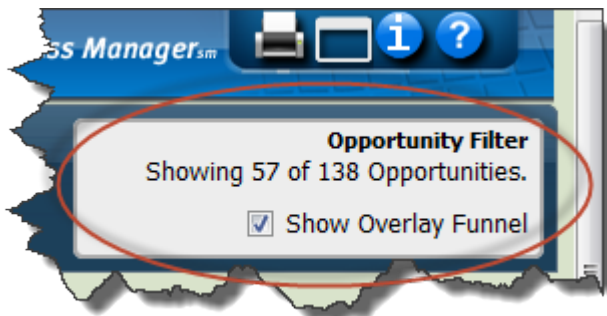 ss Manager℠
Opportunity Filter
Showing 57 of 138 Opportunities.
Show Overlay Funnel